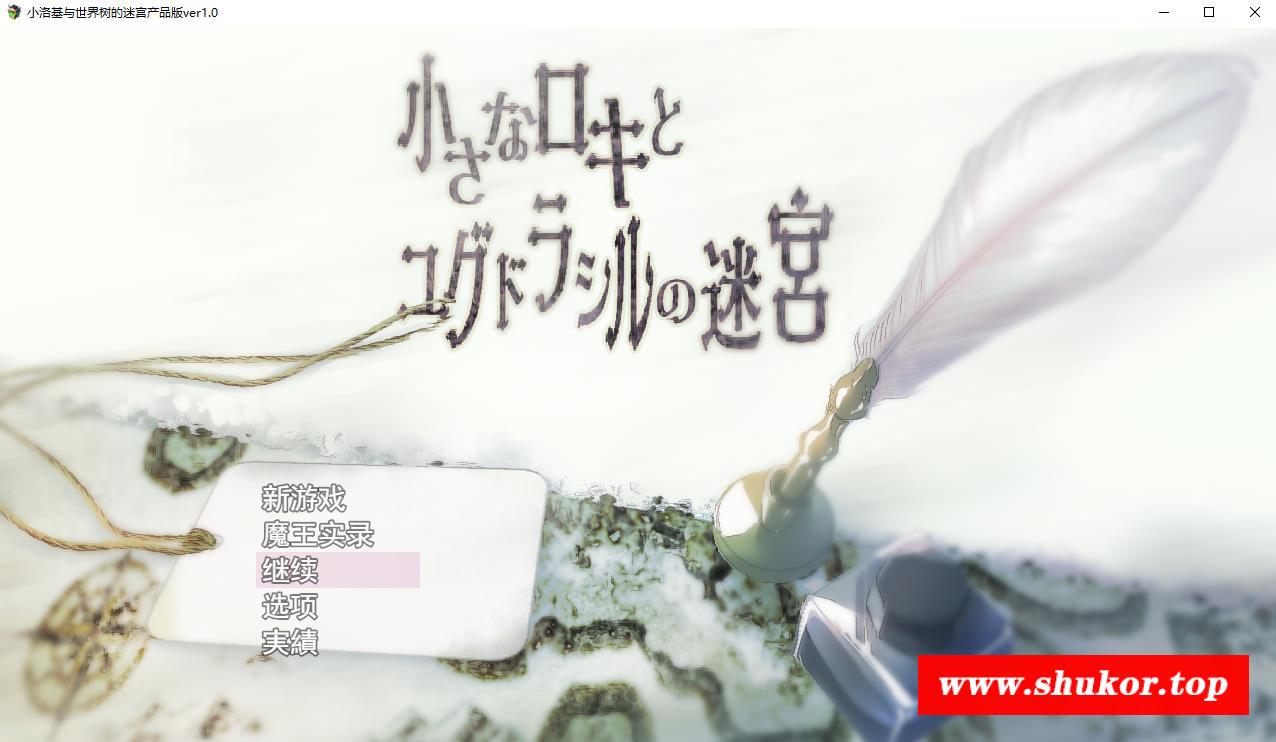 小洛基与世界树的迷宫产品版ver1.0
小さなロキと
ユグドラシルの迷宮
新游戏
魔王实录
继续
选项
実績
www.shukor.top